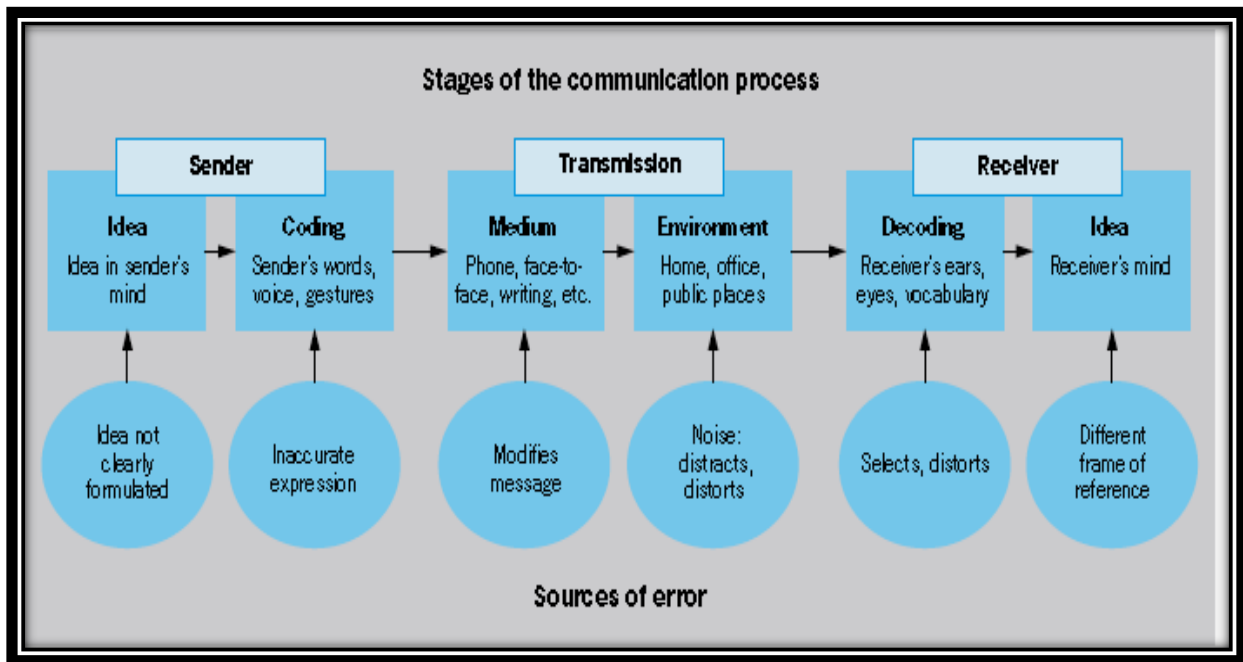 Stages of the communication process
Sender
Transmission
Receiver
Idea
Idea in sender's
mind
Coding
Sender's words,
voice, gestures
Medium
Phone, face-to-
face, writing, etc.
Environment
Home, office,
public places
Decoding
Receiver's ears,
eyes, vocabulary
Idea
Receiver's mind
Idea not
clearly
formulated
Inaccurate
expression
Modifies
message
Noise:
distracts,
distorts
Selects, distorts
Different
frame of
reference
Sources of error